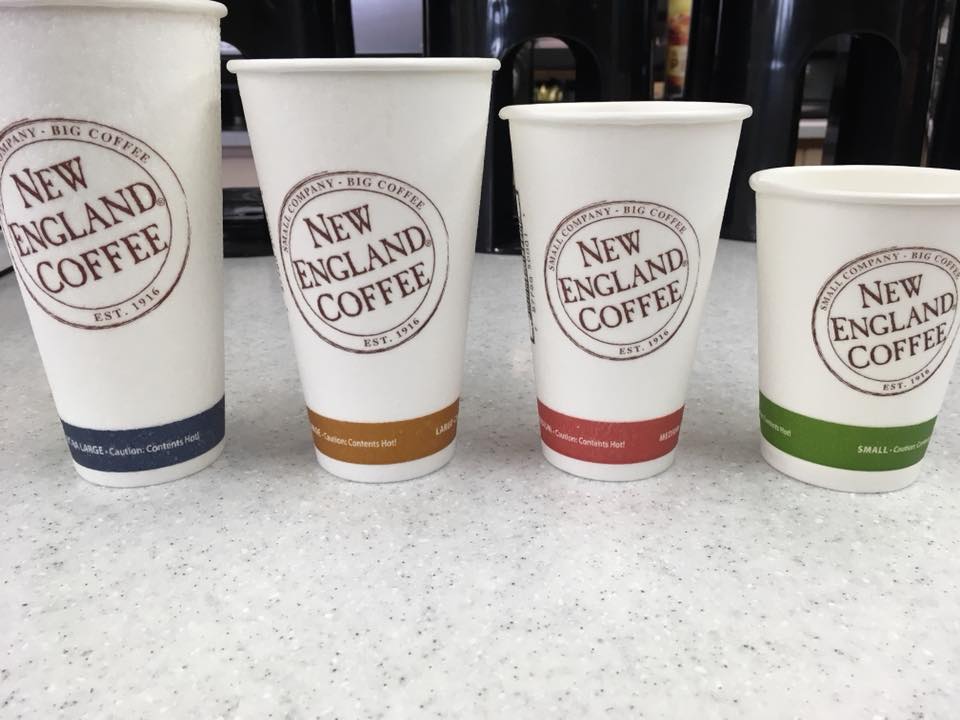 COMPANY · BIG COFFEE
NEW
ENGLAND®
COFFEE
EST. 1916
LARGE - Caution: Contents Hot!
SMALL COMPANY · BIG COFFEE
NEW
ENGLAND®
COFFEE
EST. 1916
Caution: Contents Hot!
LARGE
SMALL COMPANY · BIG COFFEE
NEW
ENGLAND®
COFFEE
EST. 1916
- Caution: Contents Hot!
SMALL COMPANY · BIG COFFEE
NEW
ENGLAND
COFFEE
EST. 1916
Contents Hot!
SMALL - Caution: